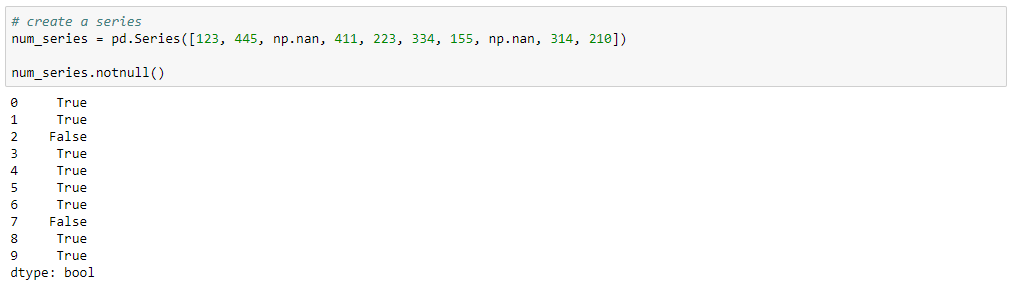 # create a series
num_series = pd.Series([123, 445, np.nan, 411, 223, 334, 155, np.nan, 314, 210])
num_series.notnull()
0     True
1     True
2    False
3     True
4     True
5     True
6     True
7    False
8     True
9     True
dtype: bool